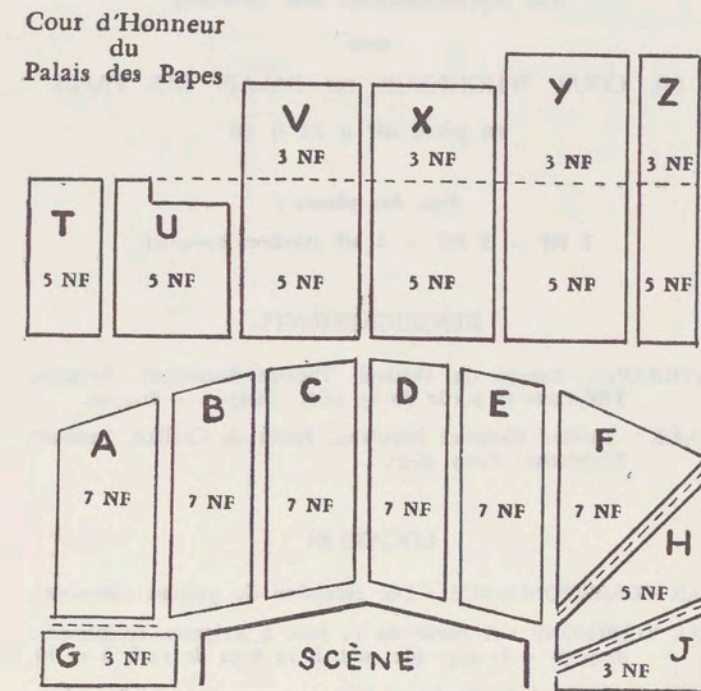 Cour d'Honneur
du
Palais des Papes
V
X
Y
Z
3 NF
3 NF
3 NF
3 NF
T
U
5 NF
5 NF
5 NF
5 NF
5 NF
5 NF
A
B
C
D
E
F
7 NF
7 NF
7 NF
7 NF
7 NF
7 NF
H
5 NF
G
3 NF
SCÈNE
J
3 NF